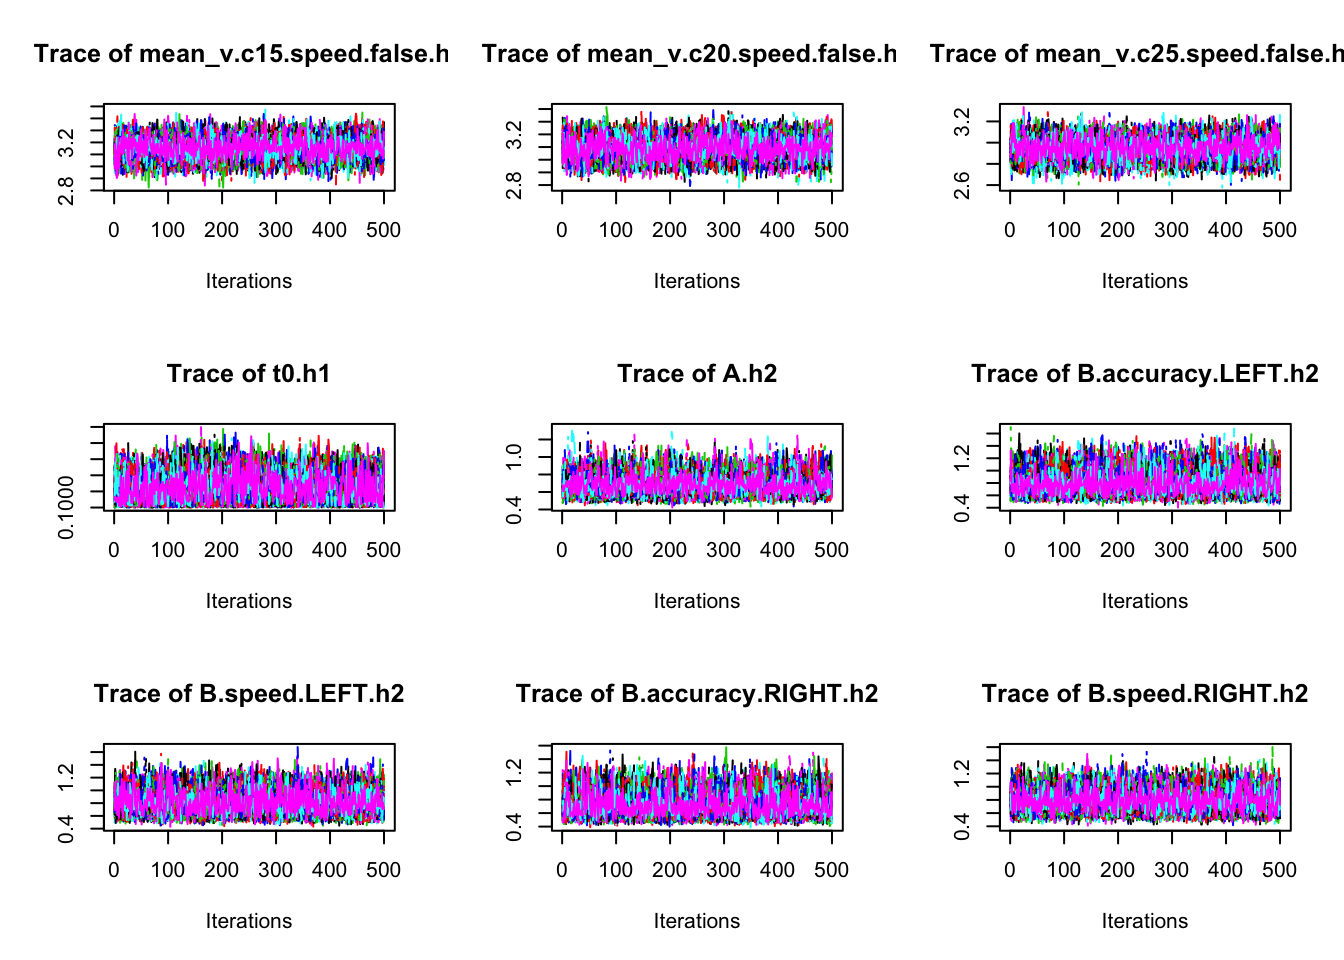 Trace of mean_v.c15.speed.false.h
Trace of mean_v.c20.speed.false.h
Trace of mean_v.c25.speed.false.h
3.2
2.8
0 100 200 300 400 500
Iterations
3.2
2.8
0 100 200 300 400 500
Iterations
3.2
2.6
0 100 200 300 400 500
Iterations
Trace of t0.h1
Trace of A.h2
Trace of B.accuracy.LEFT.h2
0.1000
0 100 200 300 400 500
Iterations
1.0
0.4
0 100 200 300 400 500
Iterations
1.2
0.4
0 100 200 300 400 500
Iterations
Trace of B.speed.LEFT.h2
Trace of B.accuracy.RIGHT.h2
Trace of B.speed.RIGHT.h2
1.2
0.4
0 100 200 300 400 500
Iterations
1.2
0.4
0 100 200 300 400 500
Iterations
1.2
0.4
0 100 200 300 400 500
Iterations